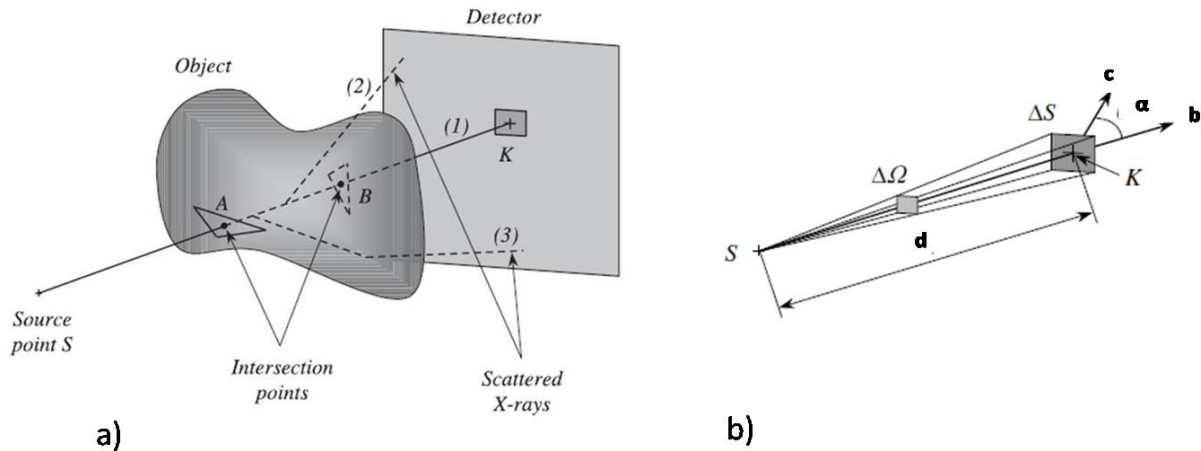 Detector
Object
(2)
(1)
K
A
B
(3)
Source
point S
Intersection
points
Scattered
X-rays
a)
c
α
b
ΔS
ΔΩ
K
S
d
b)